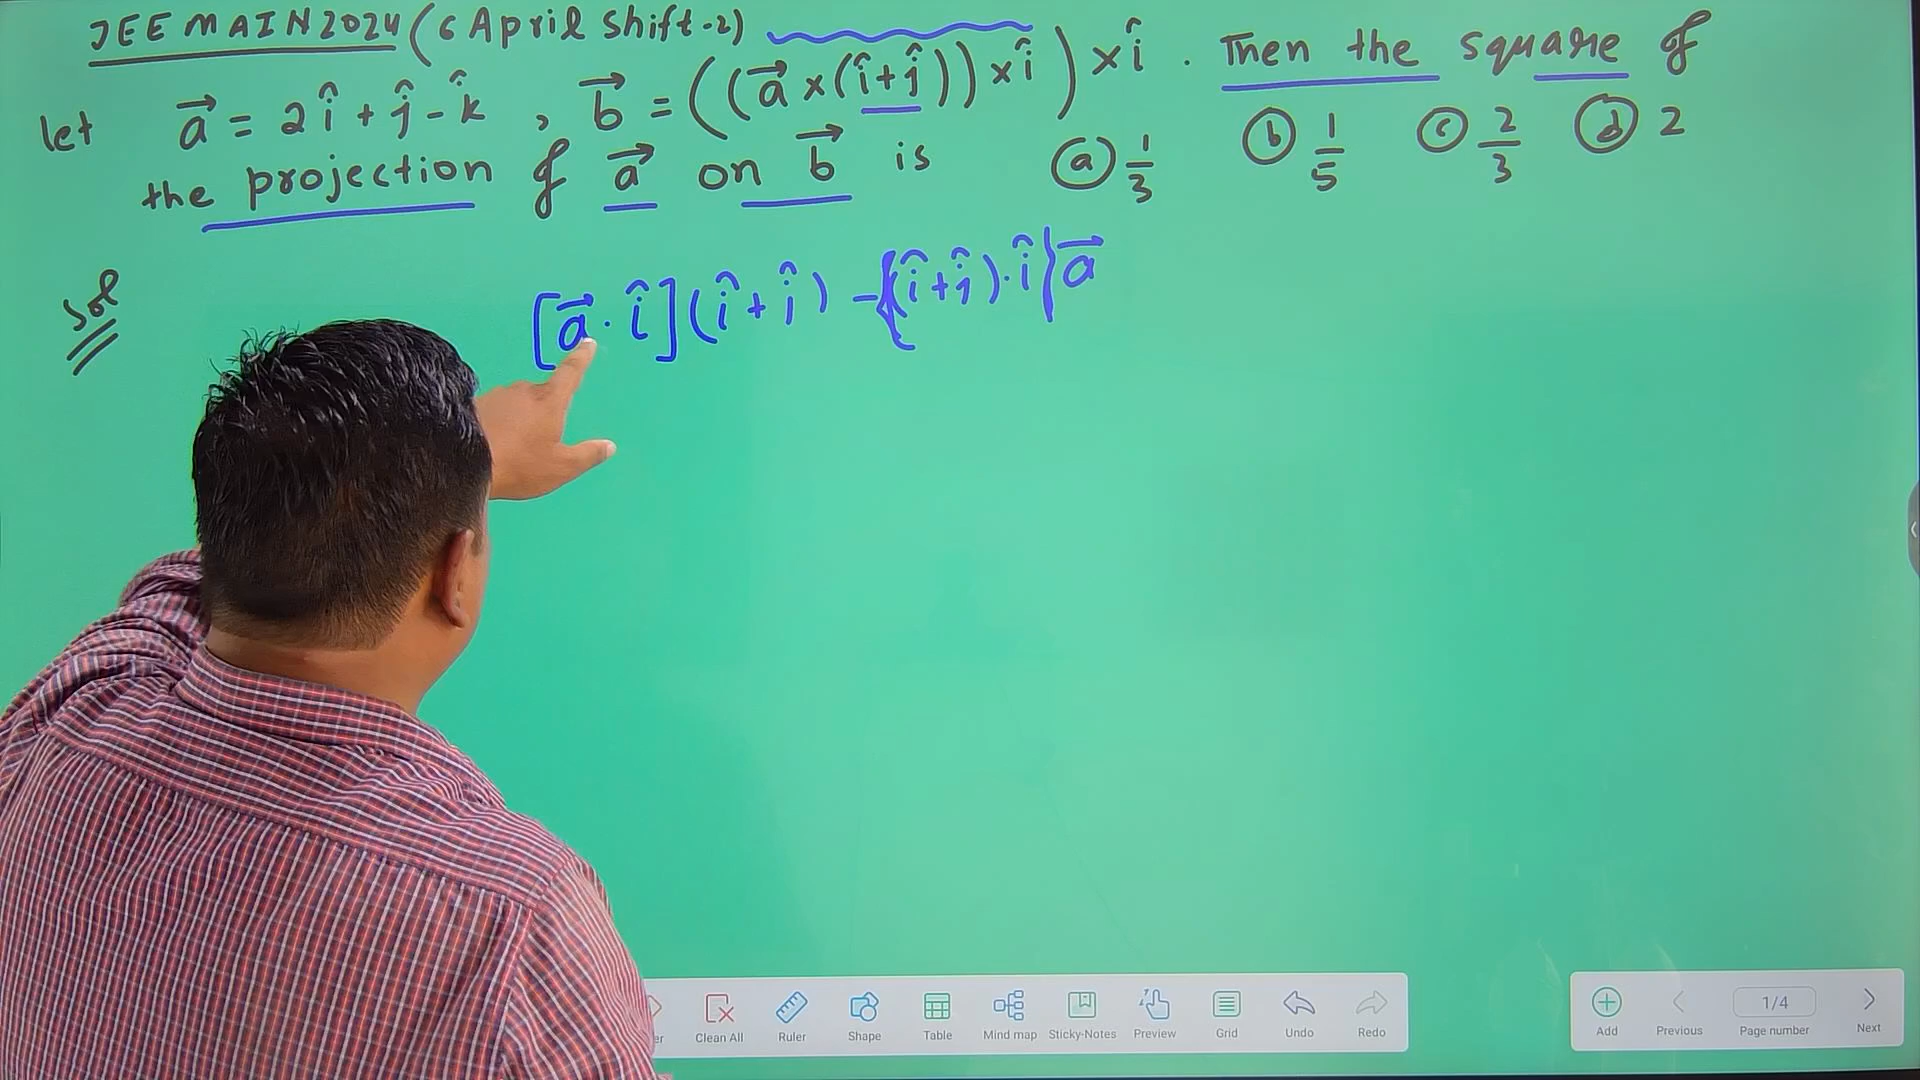 JEE MAIN 2024 (6 April Shift-2)
let a⃗ = 2î + ĵ - k̂ , b⃗ = ((a⃗ × (î+ĵ)) × î) × î . Then the square of
the projection of a⃗ on b⃗ is (a) 1/3 (b) 1/5 (c) 2/3 (d) 2
Sol
[a⃗ · î](î + ĵ) - {(î+ĵ)·î} a⃗
er Clean All Ruler Shape Table Mind map Sticky-Notes Preview Grid Undo Redo
Add Previous 1/4 Page number Next